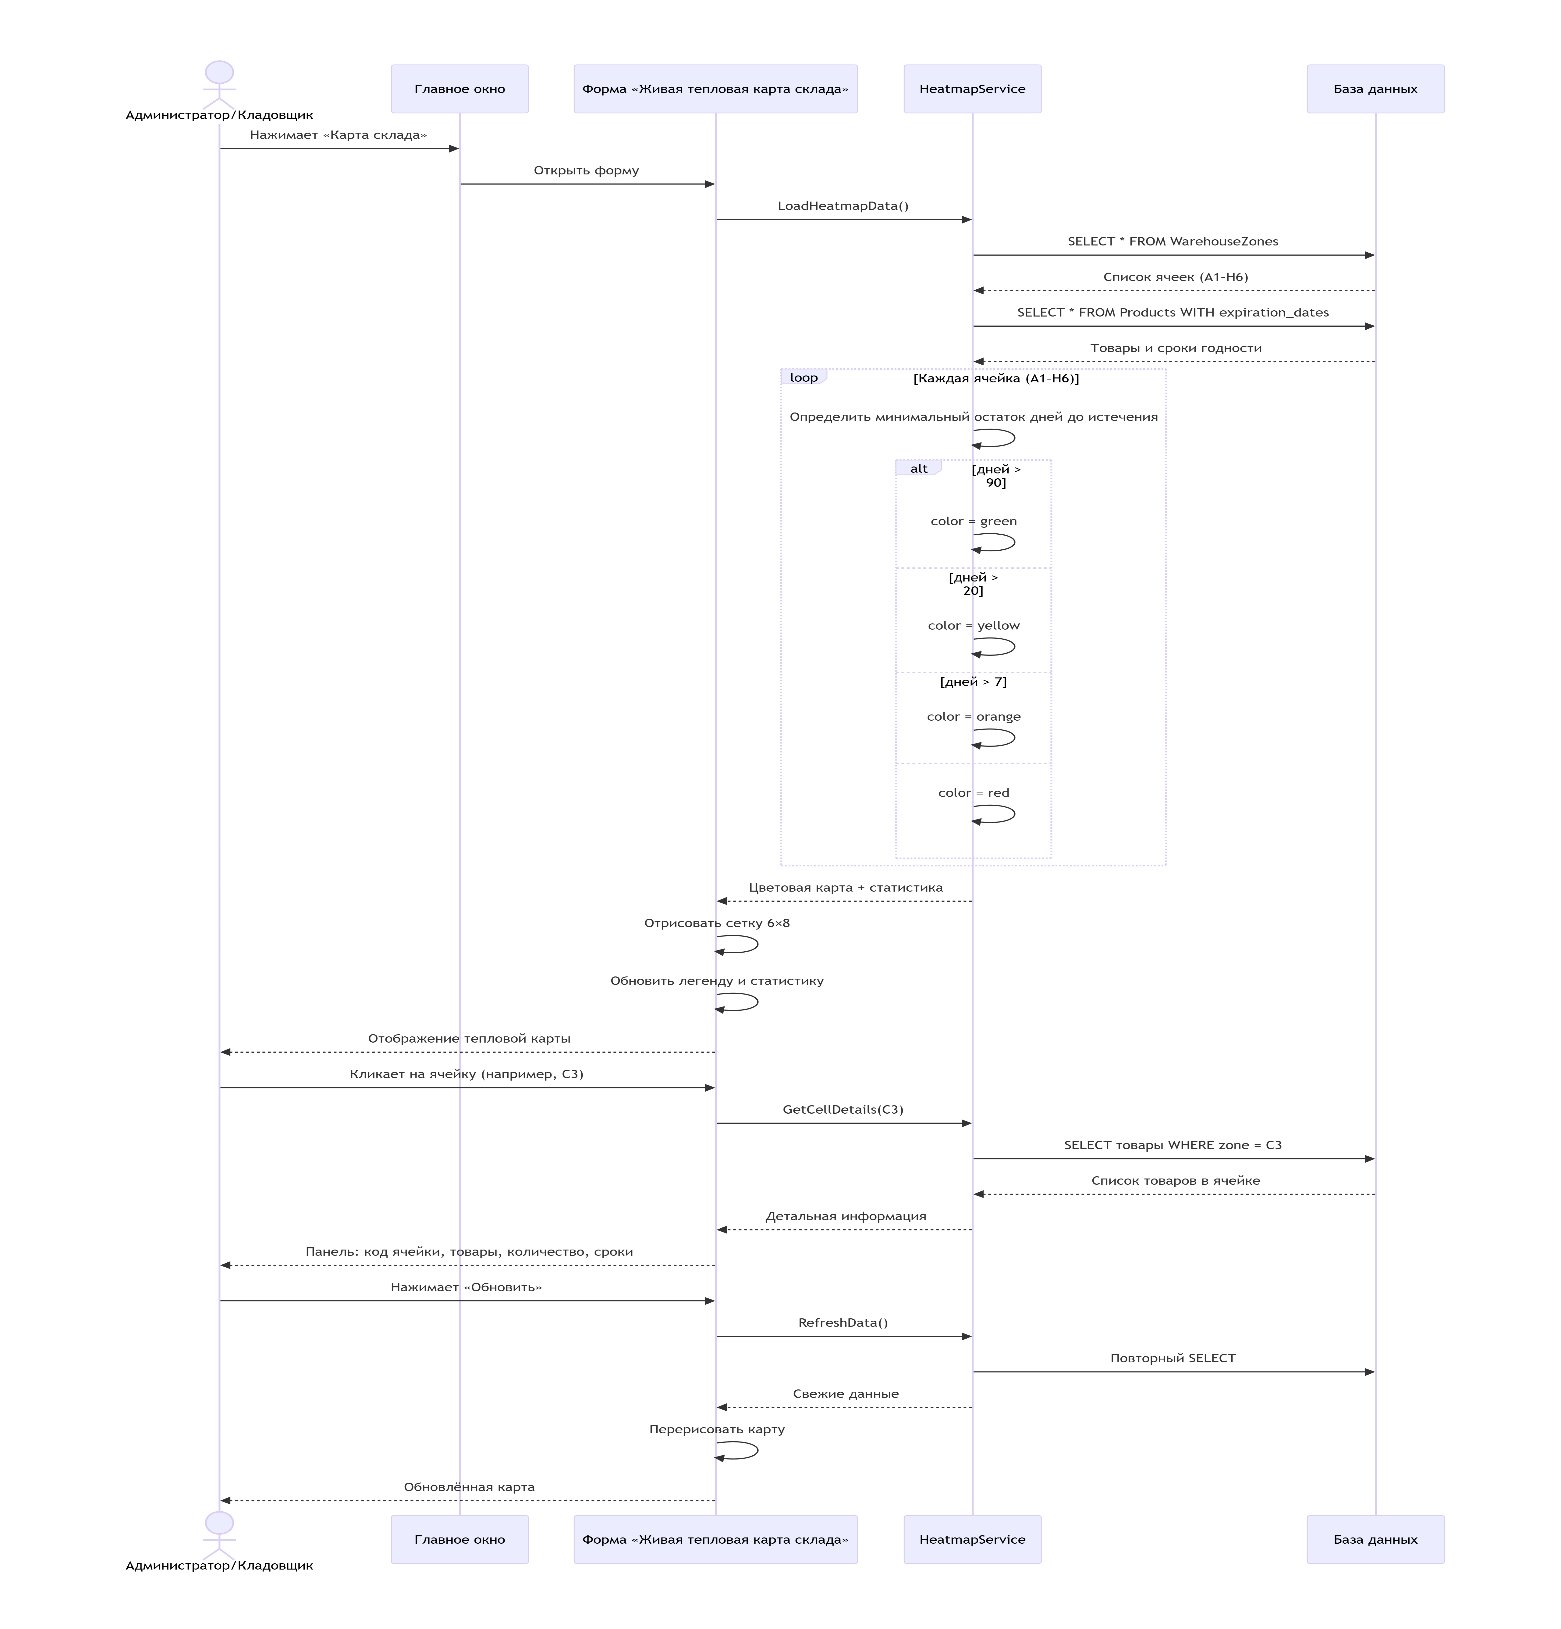 Администратор/Кладовщик
Главное окно
Форма «Живая тепловая карта склада»
HeatmapService
База данных
Нажимает «Карта склада»
Открыть форму
LoadHeatmapData()
SELECT * FROM WarehouseZones
Список ячеек (A1-H6)
SELECT * FROM Products WITH expiration_dates
Товары и сроки годности
loop
[Каждая ячейка (A1-H6)]
Определить минимальный остаток дней до истечения
alt
[дней >
90]
color = green
[дней >
20]
color = yellow
[дней > 7]
color = orange
color = red
Цветовая карта + статистика
Отрисовать сетку 6×8
Обновить легенду и статистику
Отображение тепловой карты
Кликает на ячейку (например, C3)
GetCellDetails(C3)
SELECT товары WHERE zone = C3
Список товаров в ячейке
Детальная информация
Панель: код ячейки, товары, количество, сроки
Нажимает «Обновить»
RefreshData()
Повторный SELECT
Свежие данные
Перерисовать карту
Обновлённая карта
Администратор/Кладовщик
Главное окно
Форма «Живая тепловая карта склада»
HeatmapService
База данных